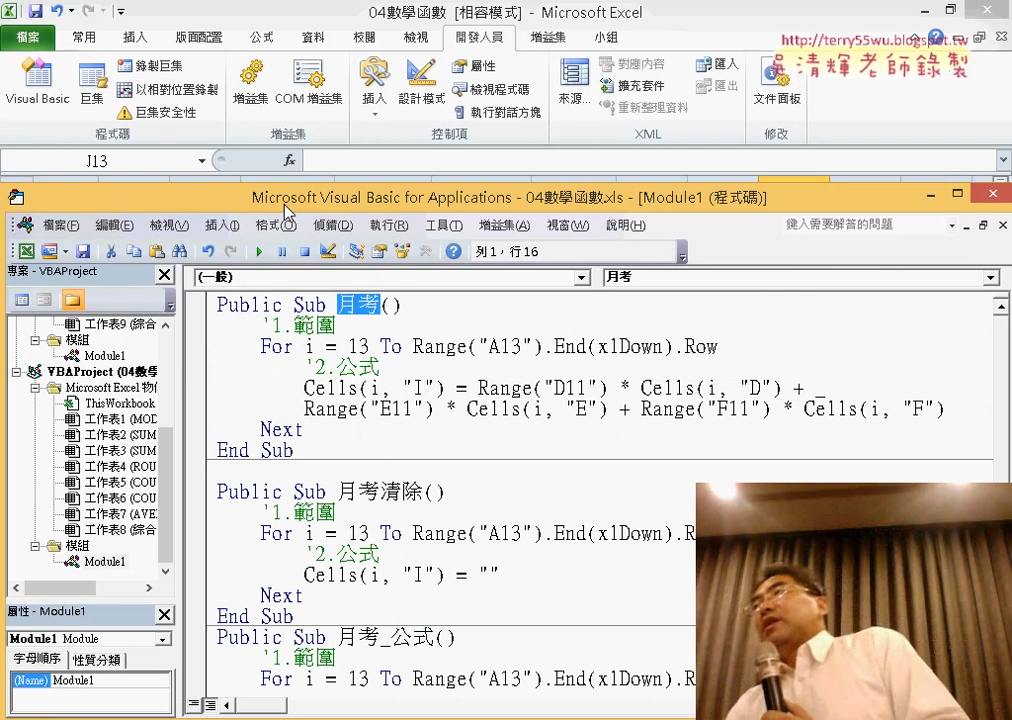 04數學函數 [相容模式] - Microsoft Excel
檔案 常用 插入 版面配置 公式 資料 校閱 檢視 開發人員 增益集 小組
http://terry55wu.blogspot.tw
吳清輝老師錄製
Visual Basic 巨集 錄製巨集 以相對位置錄製 巨集安全性 程式碼
增益集 COM 增益集 增益集
插入 設計模式 屬性 檢視程式碼 執行對話方塊 控制項
來源... 對應內容 擴充套件 重新整理資料 匯入 匯出 XML
文件面板 修改
J13 fx
Microsoft Visual Basic for Applications - 04數學函數.xls - [Module1 (程式碼)]
檔案(F) 編輯(E) 檢視(V) 插入(I) 格式(O) 偵錯(D) 執行(R) 工具(T) 增益集(A) 視窗(W) 說明(H) 鍵入需要解答的問題
列 1, 行 16
專案 - VBAProject
工作表9 (綜合
模組
Module1
VBAProject (04數學
Microsoft Excel 物件
ThisWorkbook
工作表1 (MOD
工作表2 (SUM
工作表3 (SUM
工作表4 (ROU
工作表5 (COU
工作表6 (COU
工作表7 (AVE
工作表8 (綜合
模組
Module1
屬性 - Module1
Module1 Module
字母順序 性質分類
(Name) Module1
(一般) 月考
Public Sub 月考()
'1.範圍
For i = 13 To Range("A13").End(xlDown).Row
'2.公式
Cells(i, "I") = Range("D11") * Cells(i, "D") + _
Range("E11") * Cells(i, "E") + Range("F11") * Cells(i, "F")
Next
End Sub
Public Sub 月考清除()
'1.範圍
For i = 13 To Range("A13").End(xlDown).R
'2.公式
Cells(i, "I") = ""
Next
End Sub
Public Sub 月考_公式()
'1.範圍
For i = 13 To Range("A13").End(xlDown).R